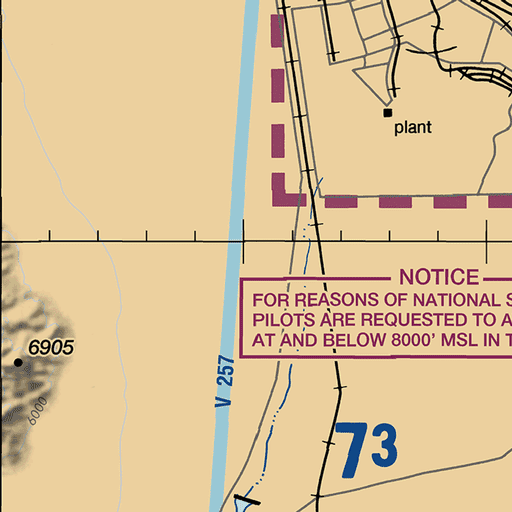 plant
NOTICE
FOR REASONS OF NATIONAL
PILOTS ARE REQUESTED TO
AT AND BELOW 8000' MSL IN
6905
6000
V 257
73